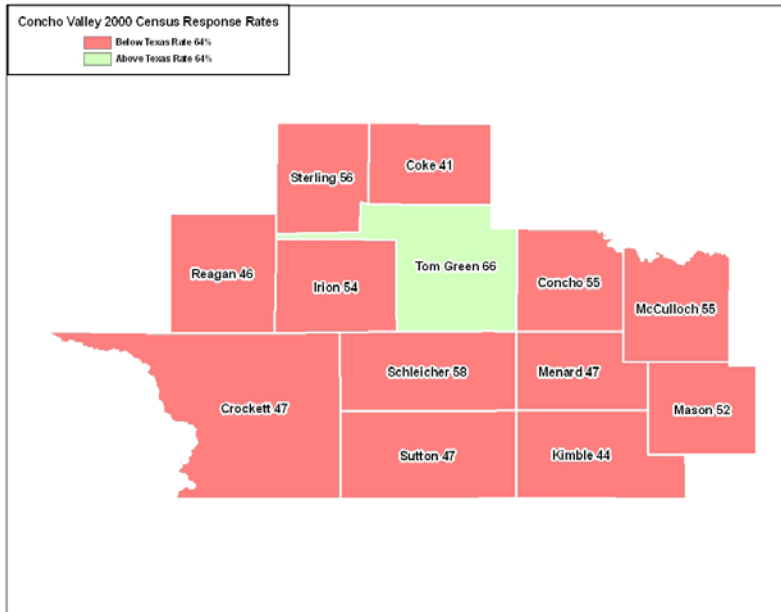 Concho Valley 2000 Census Response Rates
Below Texas Rate 64%
Above Texas Rate 64%
Coke 41
Sterling 56
Tom Green 66
Reagan 46
Irion 54
Concho 55
McCulloch 55
Schleicher 58
Menard 47
Crockett 47
Mason 52
Sutton 47
Kimble 44